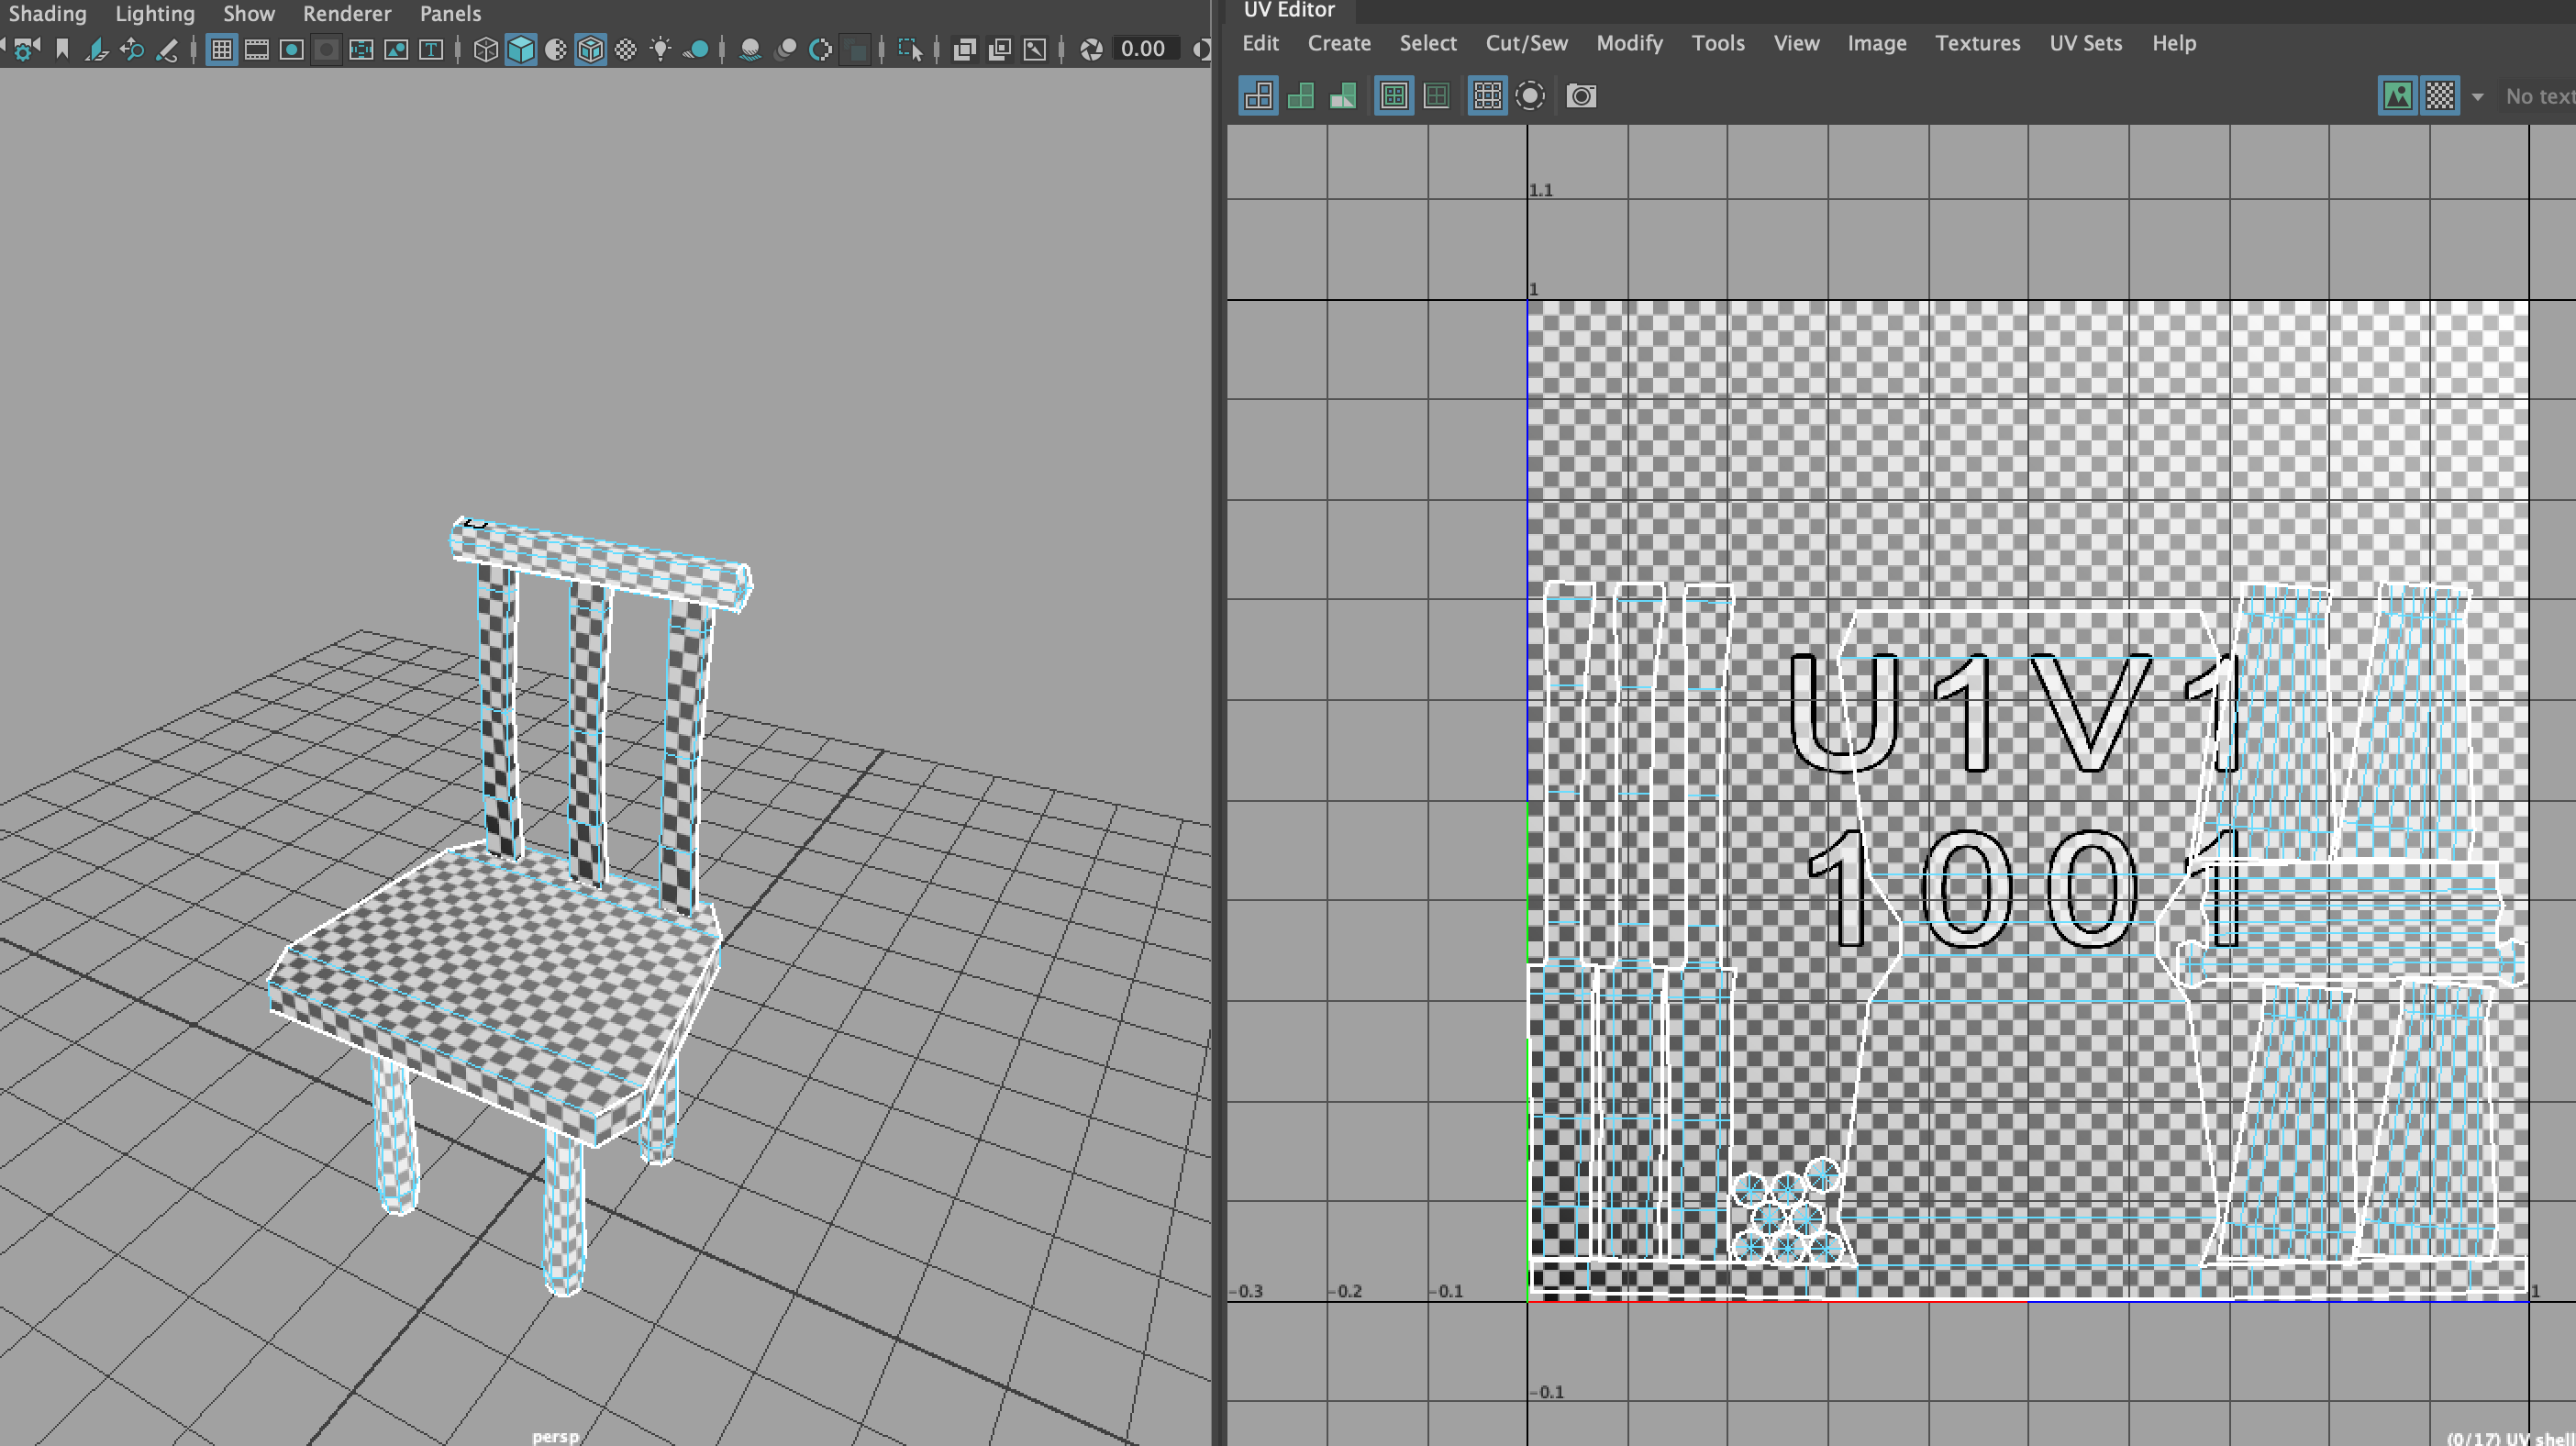 Shading Lighting Show Renderer Panels
0.00
persp
UV Editor
Edit Create Select Cut/Sew Modify Tools View Image Textures UV Sets Help
No text
1.1
1
U1V1
1001
-0.3 -0.2 -0.1 1
-0.1
(0/17) UV shell